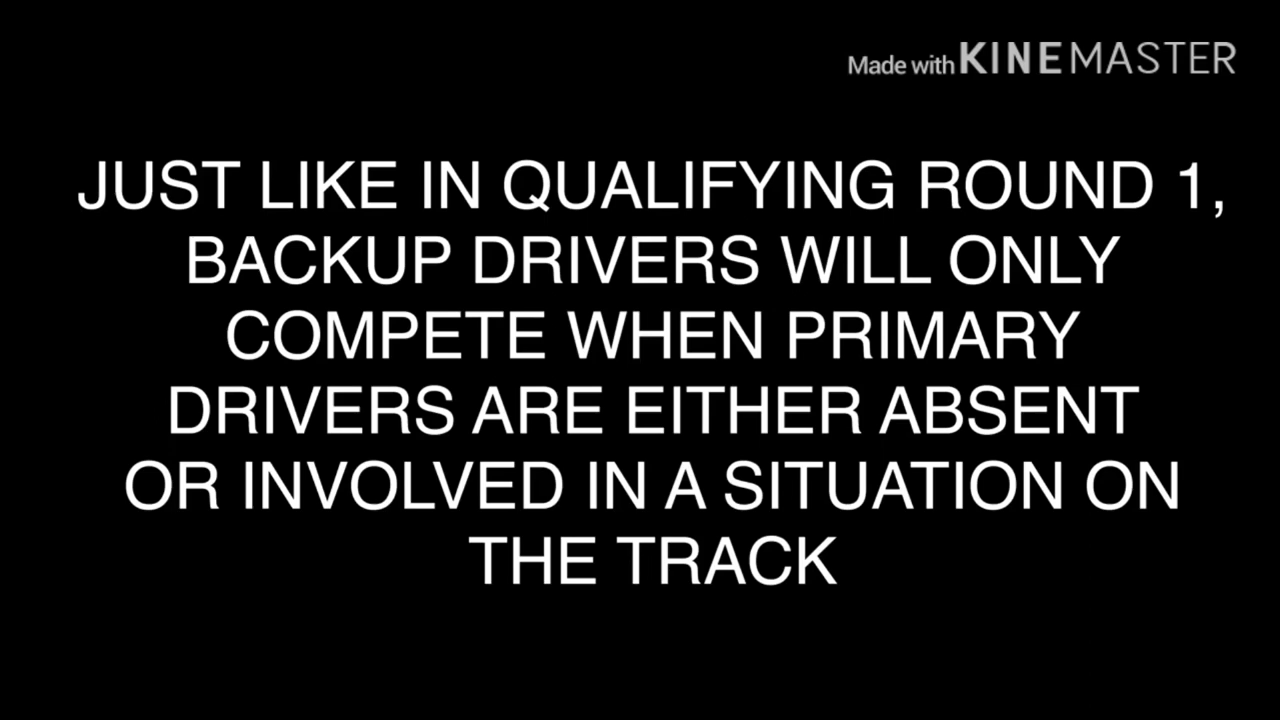 Made with KINEMASTER
JUST LIKE IN QUALIFYING ROUND 1,
BACKUP DRIVERS WILL ONLY
COMPETE WHEN PRIMARY
DRIVERS ARE EITHER ABSENT
OR INVOLVED IN A SITUATION ON
THE TRACK